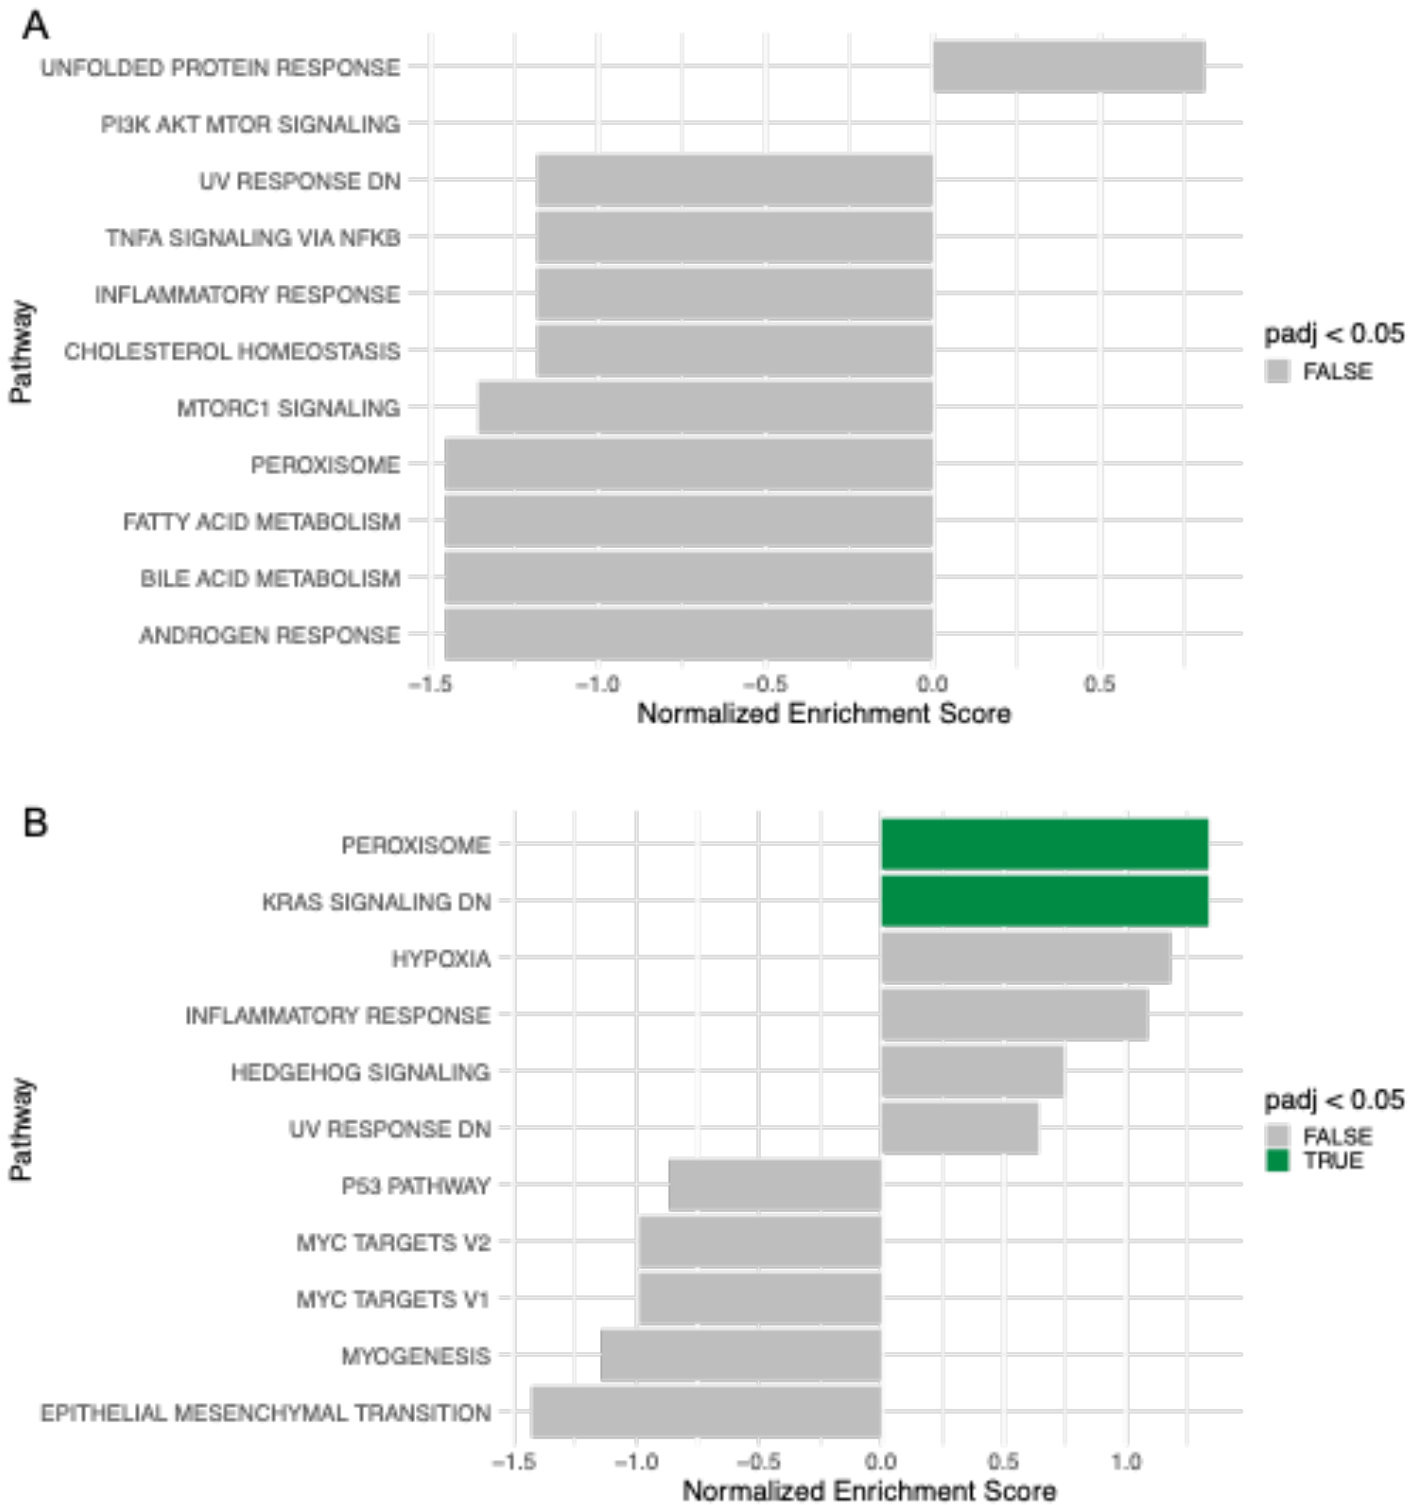 A
UNFOLDED PROTEIN RESPONSE
PI3K AKT MTOR SIGNALING
UV RESPONSE DN
TNFA SIGNALING VIA NFKB
INFLAMMATORY RESPONSE
CHOLESTEROL HOMEOSTASIS
MTORC1 SIGNALING
PEROXISOME
FATTY ACID METABOLISM
BILE ACID METABOLISM
ANDROGEN RESPONSE
Pathway
−1.5 −1.0 −0.5 0.0 0.5
Normalized Enrichment Score
padj < 0.05
FALSE
B
PEROXISOME
KRAS SIGNALING DN
HYPOXIA
INFLAMMATORY RESPONSE
HEDGEHOG SIGNALING
UV RESPONSE DN
P53 PATHWAY
MYC TARGETS V2
MYC TARGETS V1
MYOGENESIS
EPITHELIAL MESENCHYMAL TRANSITION
Pathway
−1.5 −1.0 −0.5 0.0 0.5 1.0
Normalized Enrichment Score
padj < 0.05
FALSE
TRUE